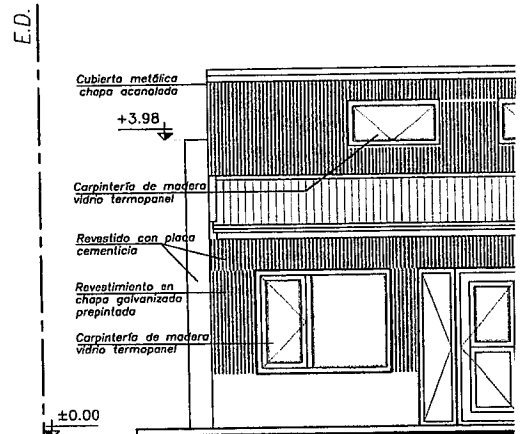 E.D.
Cubierta metálica
chapa acanalada
+3.98
Carpintería de madera
vidrio termopanel
Revestido con placa
cementicia
Revestimiento en
chapa galvanizada
prepintada
Carpintería de madera
vidrio termopanel
±0.00